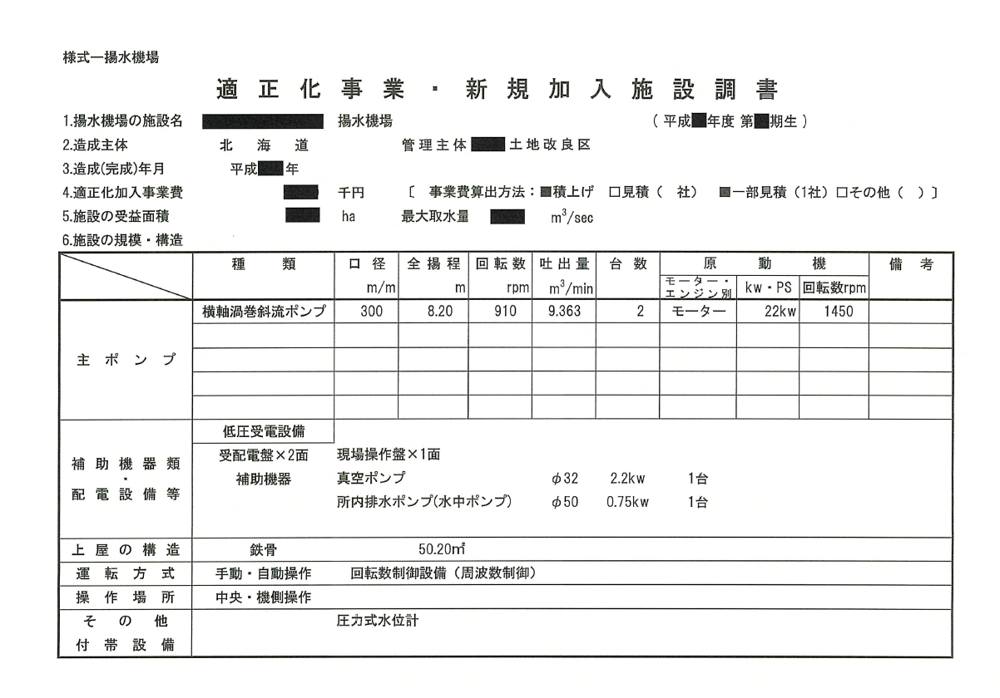 様式ー揚水機場
適正化事業・新規加入施設調書
1.揚水機場の施設名 揚水機場 (平成 年度 第 期生)
2.造成主体 北海道 管理主体 土地改良区
3.造成(完成)年月 平成 年
4.適正化加入事業費 千円 〔 事業費算出方法：■積上げ □見積（ 社） ■一部見積（1社）□その他（ ）〕
5.施設の受益面積 ha 最大取水量 m³/sec
6.施設の規模・構造
種類 口径 m/m 全揚程 m 回転数 rpm 吐出量 m³/min 台数 原動機 備考
モーター・エンジン別 kw・PS 回転数rpm
主ポンプ 横軸渦巻斜流ポンプ 300 8.20 910 9.363 2 モーター 22kw 1450
補助機器類・配電設備等
低圧受電設備
受配電盤×2面 現場操作盤×1面
補助機器 真空ポンプ φ32 2.2kw 1台
所内排水ポンプ(水中ポンプ) φ50 0.75kw 1台
上屋の構造 鉄骨 50.20㎡
運転方式 手動・自動操作 回転数制御設備（周波数制御）
操作場所 中央・機側操作
その他付帯設備 圧力式水位計